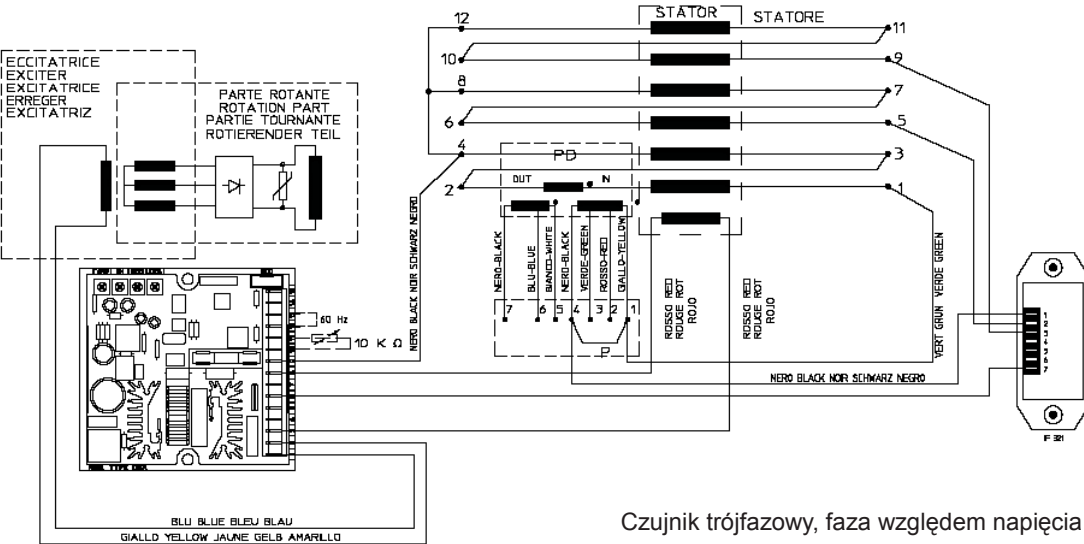 ECCITATRICE
EXCITER
EXCITATRICE
ERREGER
EXCITATRIZ
PARTE ROTANTE
ROTATION PART
PARTIE TOURNANTE
ROTIERENDER TEIL
STATOR
STATORE
12
10
8
6
4
2
11
9
7
5
3
1
PD
OUT
IN
NERO-BLACK
BLU-BLUE
BIANCO-WHITE
NERO-BLACK
VERDE-GREEN
ROSSO-RED
GIALLO-YELLOW
7 6 5 4 3 2 1
P
NERO BLACK NOIR SCHWARZ NEGRO
ROSSO RED
ROUGE ROT
ROJO
ROSSO RED
ROUGE ROT
ROJO
VERT GRUN VERDE GREEN
60 Hz
10 K Ω
NERO BLACK NOIR SCHWARZ NEGRO
1
2
3
4
5
6
7
BLU BLUE BLEU BLAU
GIALLO YELLOW JAUNE GELB AMARILLO
Czujnik trójfazowy, faza względem napięcia